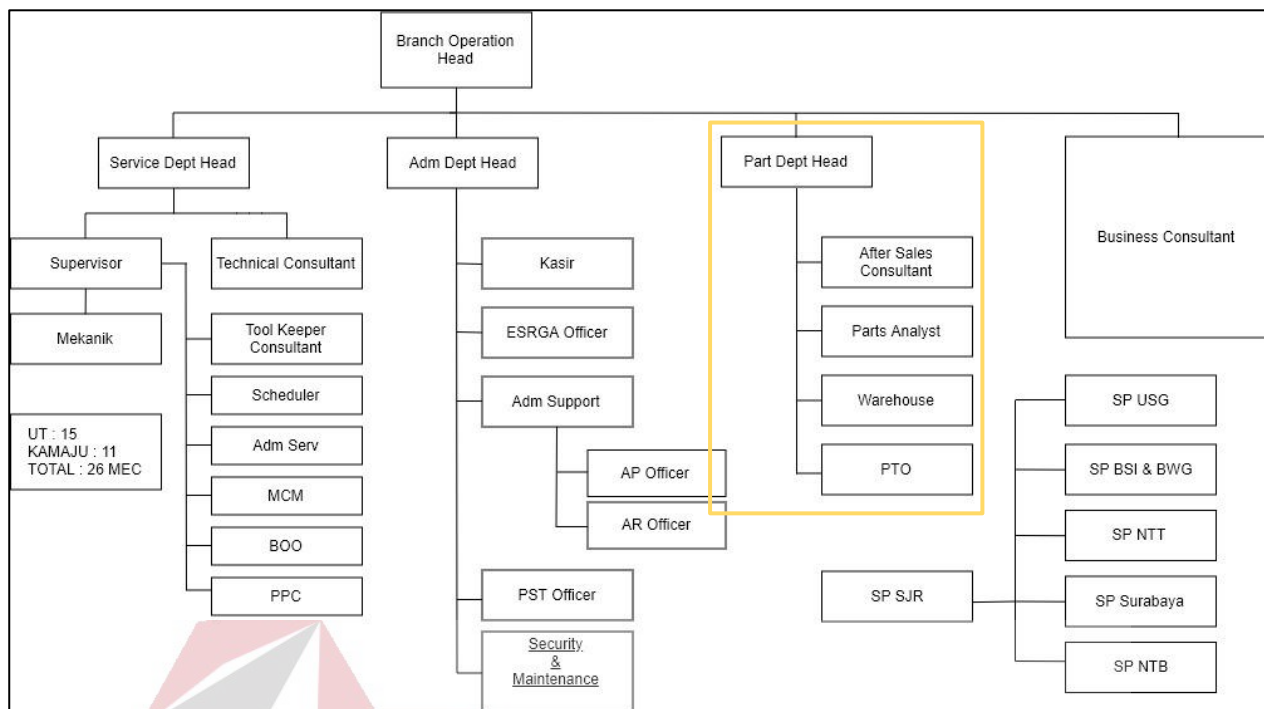 Branch Operation
Head
Service Dept Head
Adm Dept Head
Part Dept Head
Business Consultant
Supervisor
Technical Consultant
Mekanik
Tool Keeper
Consultant
Scheduler
Adm Serv
MCM
BOO
PPC
UT : 15
KAMAJU : 11
TOTAL : 26 MEC
Kasir
ESRGA Officer
Adm Support
AP Officer
AR Officer
PST Officer
Security
&
Maintenance
After Sales
Consultant
Parts Analyst
Warehouse
PTO
SP SJR
SP USG
SP BSI & BWG
SP NTT
SP Surabaya
SP NTB